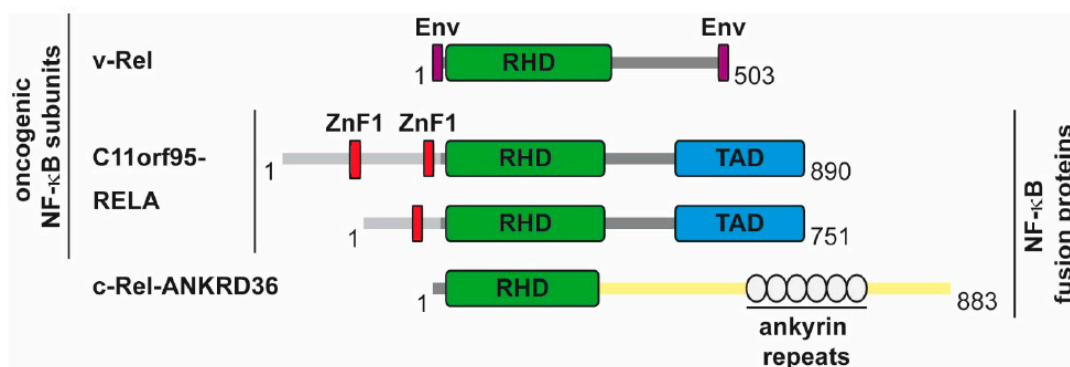 oncogenic
NF-κB subunits
v-Rel
Env
Env
1
RHD
503
C11orf95-
RELA
ZnF1
ZnF1
1
RHD
TAD
890
1
RHD
TAD
751
c-Rel-ANKRD36
1
RHD
883
ankyrin
repeats
NF-κB
fusion proteins